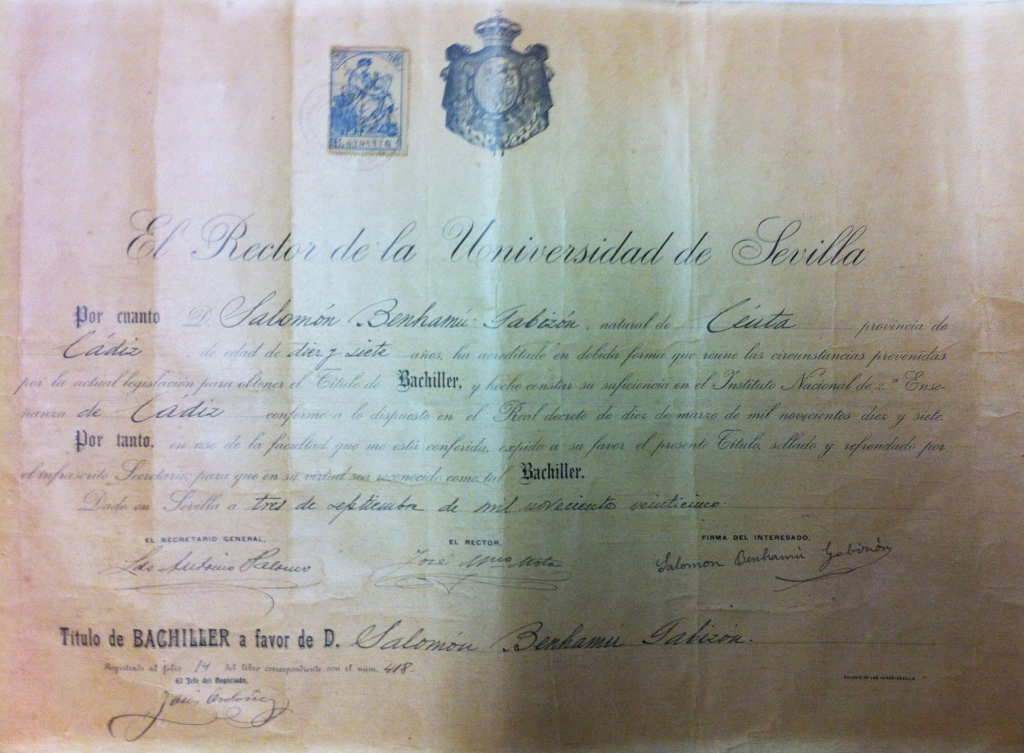 El Rector de la Universidad de Sevilla
Por cuanto D. Salomón Benhamú Gabizón, natural de Ceuta provincia de
Cádiz de edad de diez y siete años, ha acreditado en debida forma que reune las circunstancias prevenidas
por la actual legislación para obtener el Título de Bachiller, y hecho constar su suficiencia en el Instituto Nacional de 2.ª Ense-
ñanza de Cádiz conforme a lo dispuesto en el Real decreto de diez de marzo de mil novecientos diez y siete.
Por tanto, en uso de la facultad que me está conferida, expido a su favor el presente Título, sellado y refrendado por
el infrascrito Secretario, para que en su virtud sea reconocido como tal Bachiller.
Dado en Sevilla a tres de septiembre de mil noveciento veinticinco
EL SECRETARIO GENERAL, EL RECTOR, FIRMA DEL INTERESADO,
Antonio José Salomon Benhamú Gabizón
Título de BACHILLER a favor de D. Salomón Benhamú Gabizón.
Registrado al folio 14 del libro correspondiente con el núm. 418.
El Jefe del Negociado,
José Ordóñez